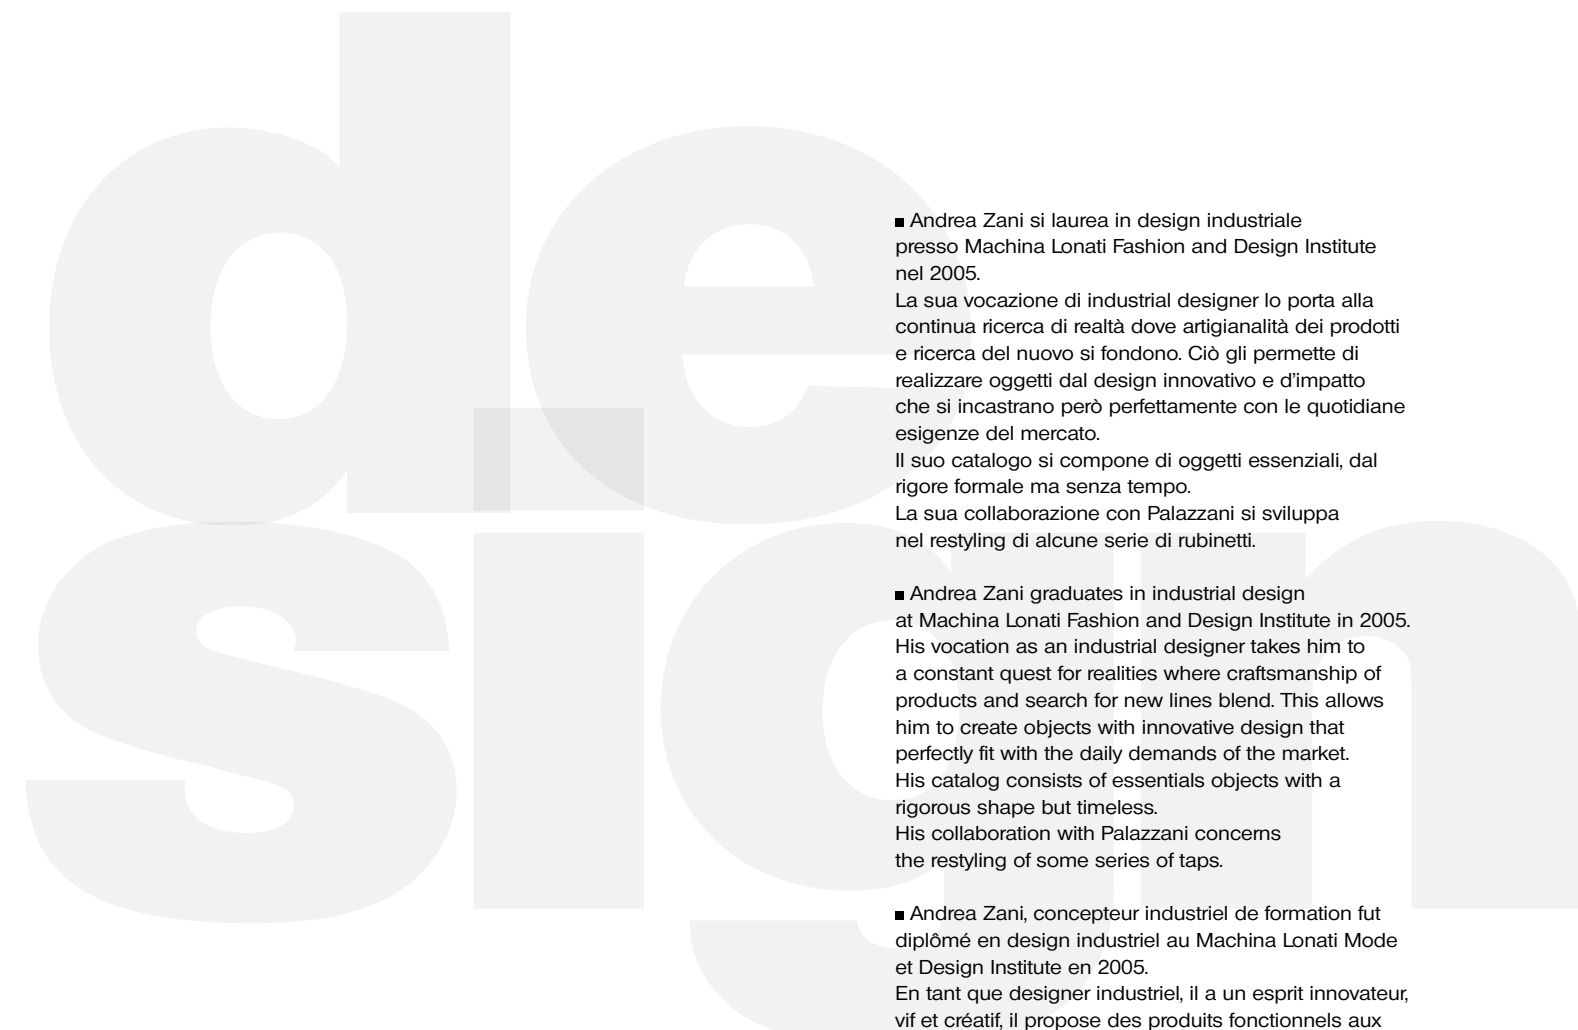 de
sign
■ Andrea Zani si laurea in design industriale
presso Machina Lonati Fashion and Design Institute
nel 2005.
La sua vocazione di industrial designer lo porta alla
continua ricerca di realtà dove artigianalità dei prodotti
e ricerca del nuovo si fondono. Ciò gli permette di
realizzare oggetti dal design innovativo e d’impatto
che si incastrano però perfettamente con le quotidiane
esigenze del mercato.
Il suo catalogo si compone di oggetti essenziali, dal
rigore formale ma senza tempo.
La sua collaborazione con Palazzani si sviluppa
nel restyling di alcune serie di rubinetti.
■ Andrea Zani graduates in industrial design
at Machina Lonati Fashion and Design Institute in 2005.
His vocation as an industrial designer takes him to
a constant quest for realities where craftsmanship of
products and search for new lines blend. This allows
him to create objects with innovative design that
perfectly fit with the daily demands of the market.
His catalog consists of essentials objects with a
rigorous shape but timeless.
His collaboration with Palazzani concerns
the restyling of some series of taps.
■ Andrea Zani, concepteur industriel de formation fut
diplômé en design industriel au Machina Lonati Mode
et Design Institute en 2005.
En tant que designer industriel, il a un esprit innovateur,
vif et créatif, il propose des produits fonctionnels aux